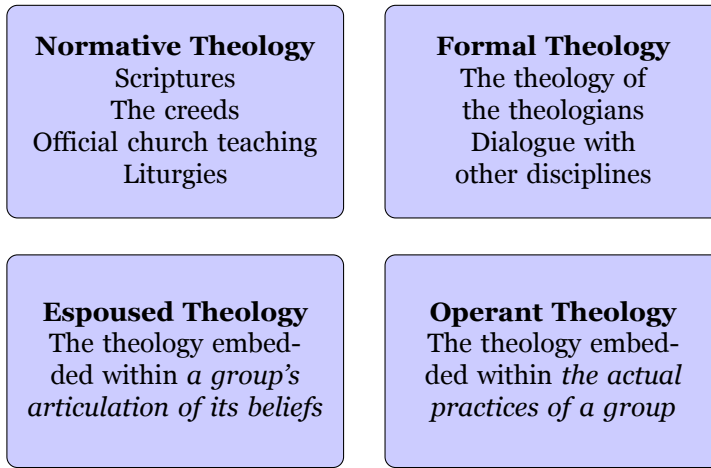 Normative Theology
Scriptures
The creeds
Official church teaching
Liturgies
Formal Theology
The theology of
the theologians
Dialogue with
other disciplines
Espoused Theology
The theology embed-
ded within a group’s
articulation of its beliefs
Operant Theology
The theology embed-
ded within the actual
practices of a group